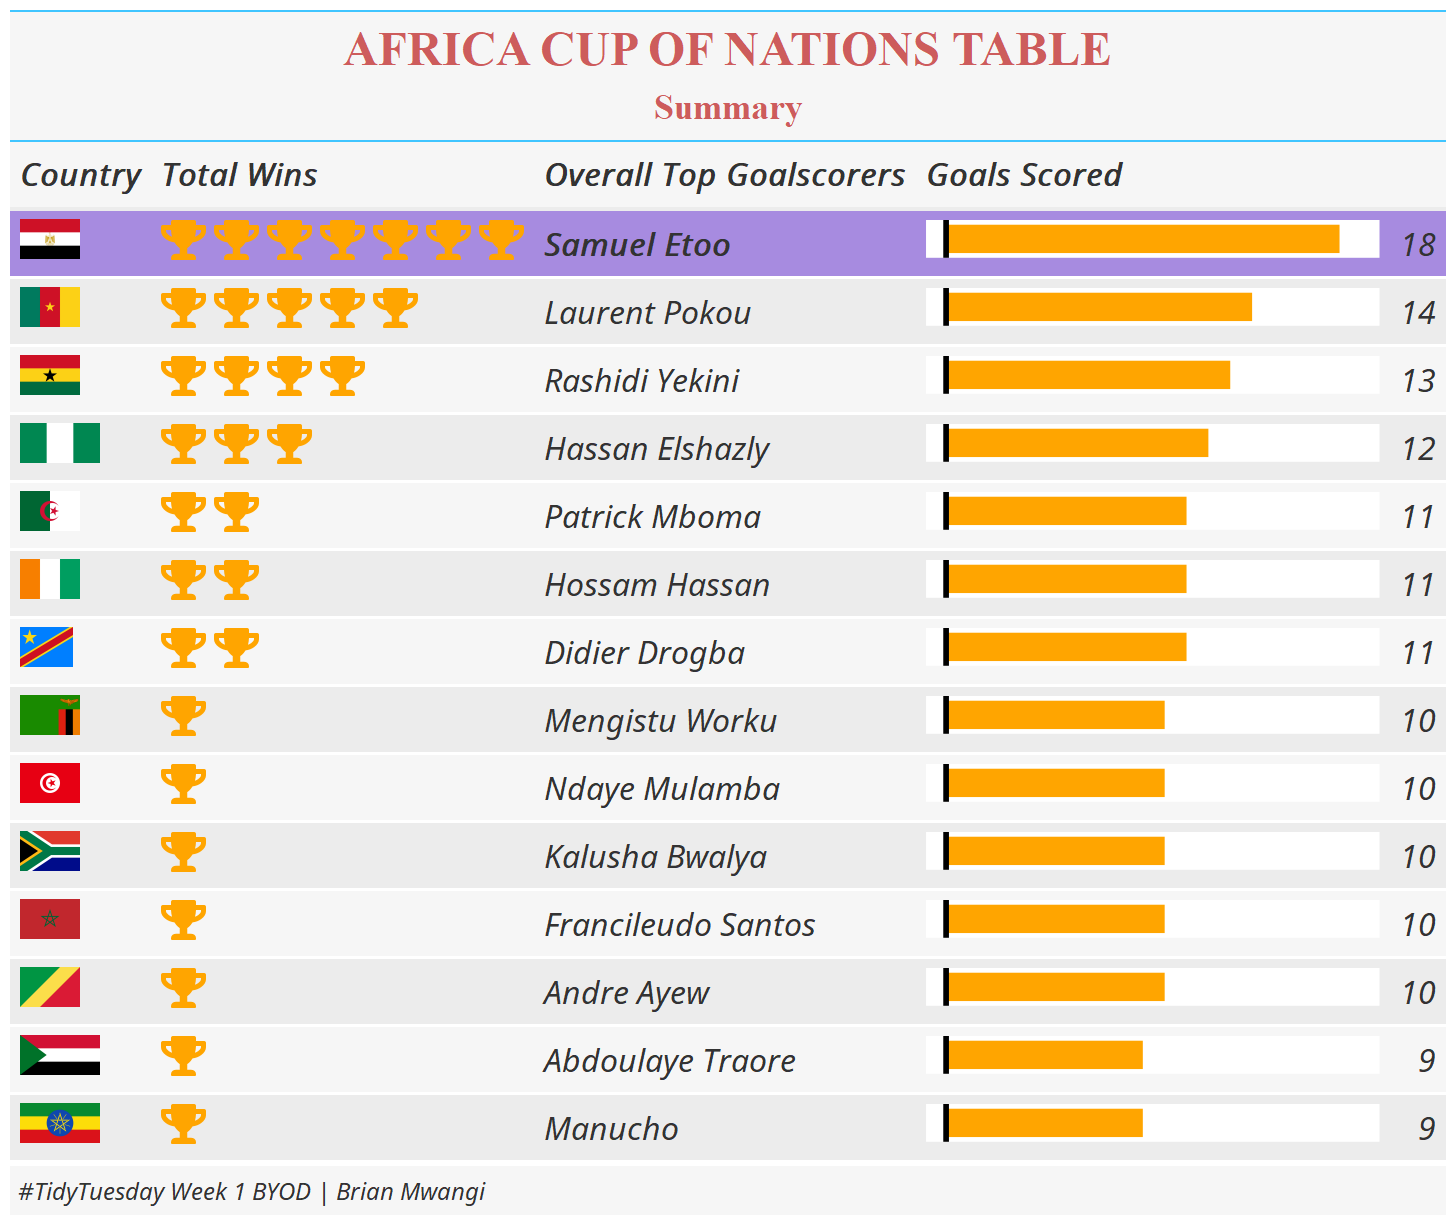 AFRICA CUP OF NATIONS TABLE
Summary
Country Total Wins Overall Top Goalscorers Goals Scored
Samuel Etoo 18
Laurent Pokou 14
Rashidi Yekini 13
Hassan Elshazly 12
Patrick Mboma 11
Hossam Hassan 11
Didier Drogba 11
Mengistu Worku 10
Ndaye Mulamba 10
Kalusha Bwalya 10
Francileudo Santos 10
Andre Ayew 10
Abdoulaye Traore 9
Manucho 9
#TidyTuesday Week 1 BYOD | Brian Mwangi